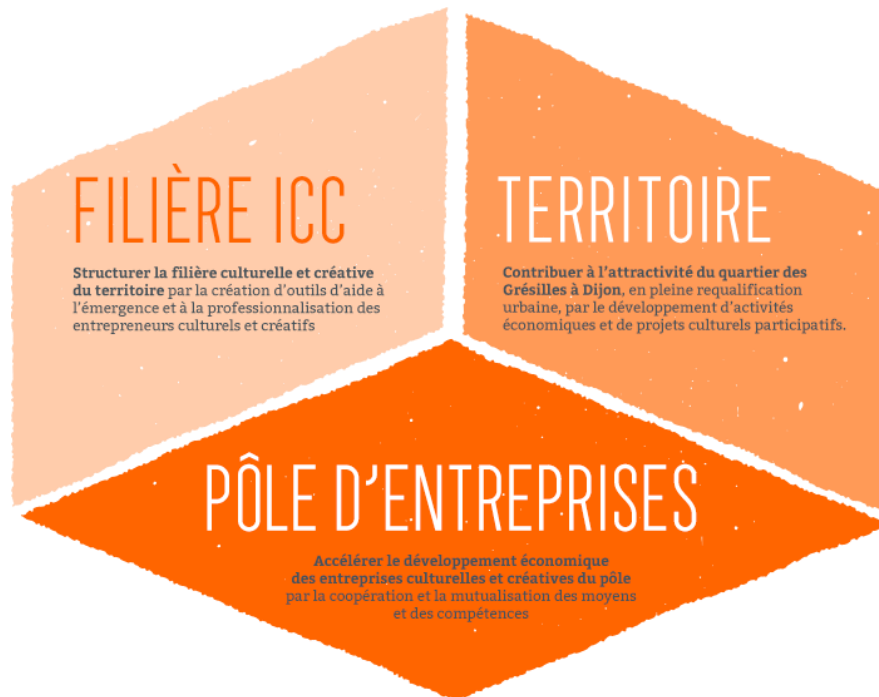 FILIÈRE ICC
Structurer la filière culturelle et créative
du territoire par la création d'outils d'aide à
l'émergence et à la professionnalisation des
entrepreneurs culturels et créatifs
TERRITOIRE
Contribuer à l'attractivité du quartier des
Grésilles à Dijon, en pleine requalification
urbaine, par le développement d'activités
économiques et de projets culturels participatifs.
PÔLE D'ENTREPRISES
Accélérer le développement économique
des entreprises culturelles et créatives du pôle
par la coopération et la mutualisation des moyens
et des compétences